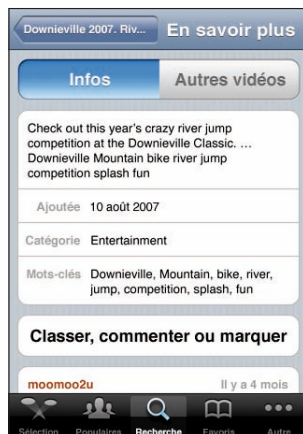 Downieville 2007. Riv...
En savoir plus
Infos
Autres vidéos
Check out this year's crazy river jump
competition at the Downieville Classic. ...
Downieville Mountain bike river jump
competition splash fun
Ajoutée 10 août 2007
Catégorie Entertainment
Mots-clés Downieville, Mountain, bike, river,
jump, competition, splash, fun
Classer, commenter ou marquer
moomoo2u Il y a 4 mois
Sélection Populaires Recherche Favoris Autre